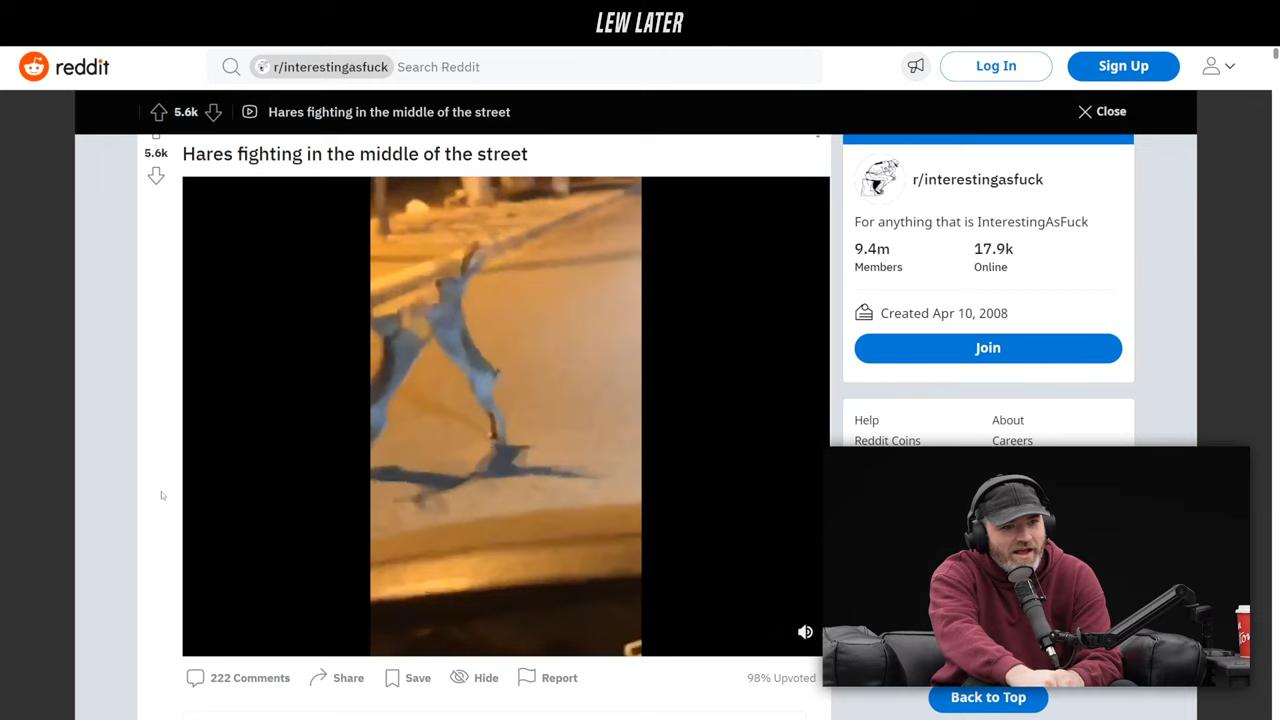 LEW LATER
reddit
r/interestingasfuck Search Reddit
Log In
Sign Up
5.6k
Hares fighting in the middle of the street
Close
5.6k
Hares fighting in the middle of the street
r/interestingasfuck
For anything that is InterestingAsFuck
9.4m 17.9k
Members Online
Created Apr 10, 2008
Join
Help About
Reddit Coins Careers
222 Comments
Share
Save
Hide
Report
98% Upvoted
Back to Top